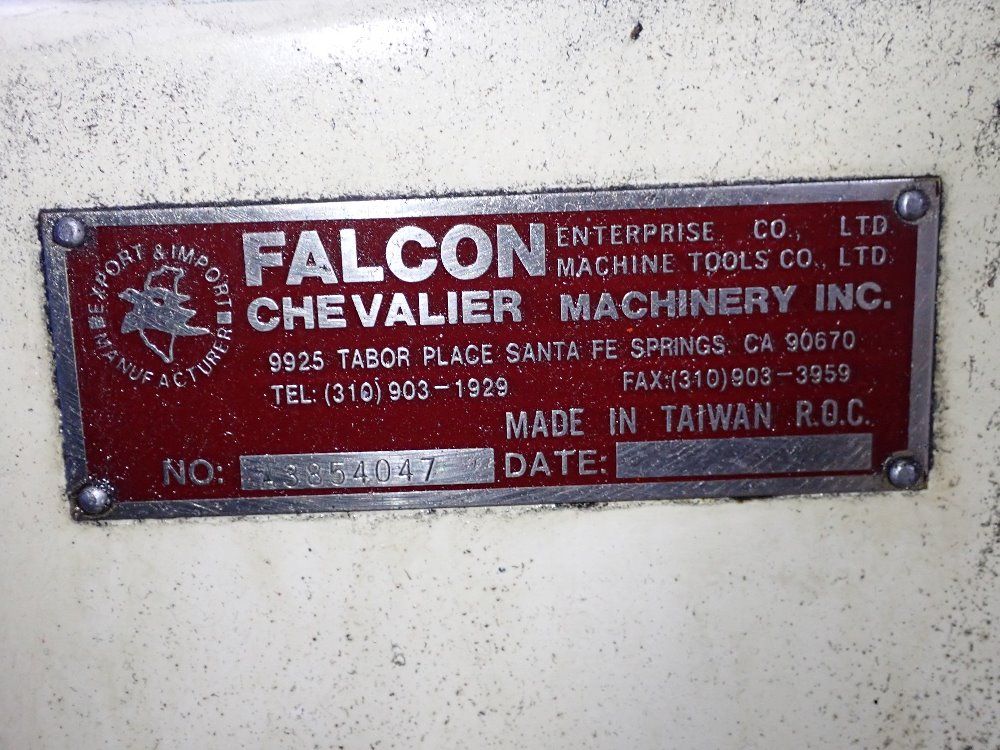 EXPORT & IMPORT
MANUFACTURER
FALCON
ENTERPRISE CO., LTD.
MACHINE TOOLS CO., LTD.
CHEVALIER MACHINERY INC.
9925 TABOR PLACE SANTA FE SPRINGS, CA 90670
TEL: (310) 903-1929 FAX:(310)903-3959
MADE IN TAIWAN R.O.C.
NO: DATE: